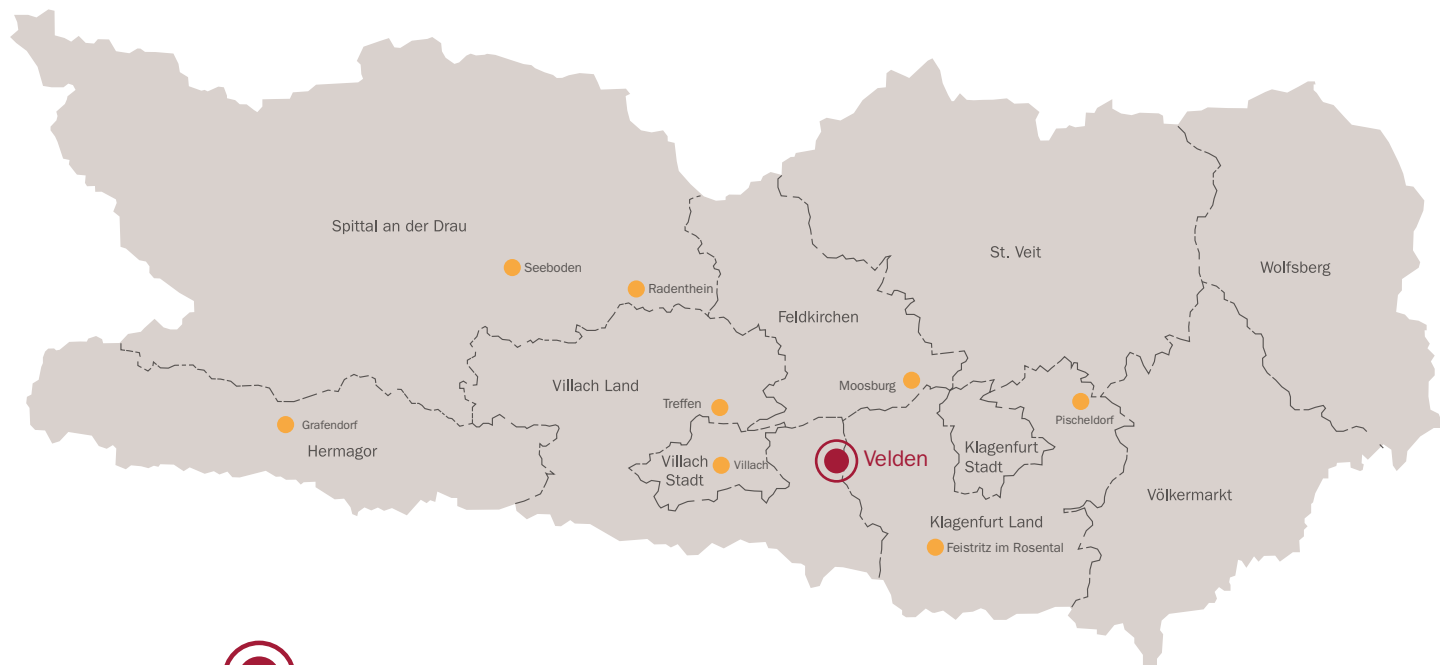 Spittal an der Drau
St. Veit
Seeboden
Wolfsberg
Radenthein
Feldkirchen
Villach Land
Moosburg
Treffen
Pischeldorf
Grafendorf
Hermagor
Klagenfurt
Stadt
Velden
Villach
Stadt
Villach
Völkermarkt
Klagenfurt Land
Feistritz im Rosental